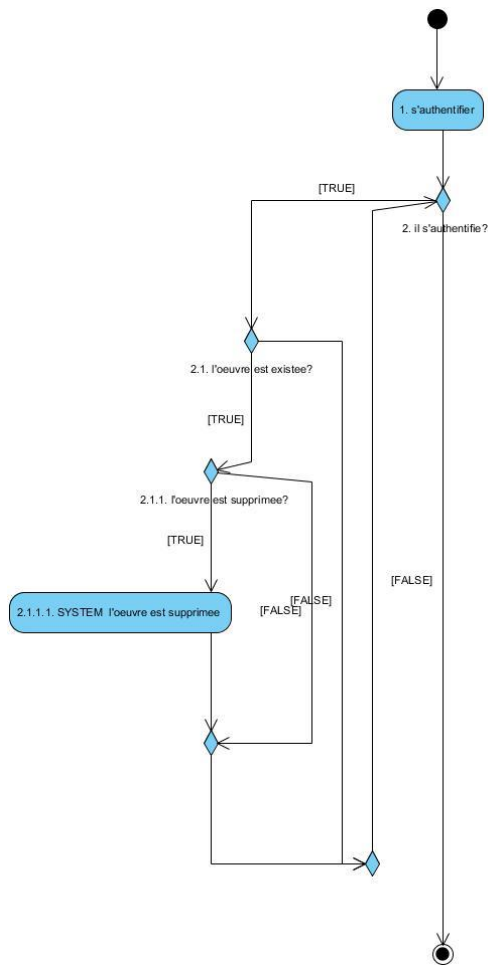 1. s'authentifier
[TRUE]
2. il s'authentifie?
2.1. l'oeuvre est existee?
[TRUE]
2.1.1. l'oeuvre est supprimee?
[TRUE]
[FALSE]
[FALSE]
[FALSE]
2.1.1.1. SYSTEM l'oeuvre est supprimee